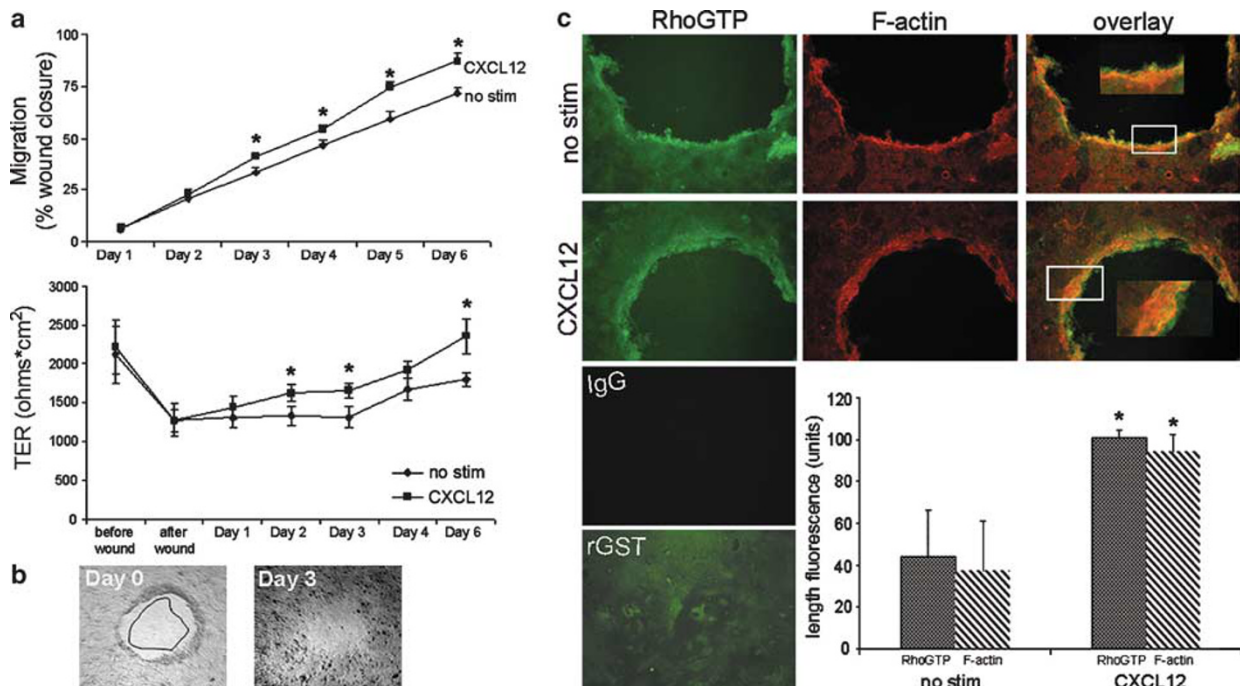 a
Migration
(% wound closure)
100
75
50
25
0
* * * *
CXCL12
no stim
Day 1 Day 2 Day 3 Day 4 Day 5 Day 6
TER (ohms*cm²)
3000
2500
2000
1500
1000
500
0
* * *
no stim
CXCL12
before wound after wound Day 1 Day 2 Day 3 Day 4 Day 5 Day 6
b
Day 0 Day 3
c
RhoGTP F-actin overlay
no stim
CXCL12
IgG
rGST
length fluorescence (units)
120
100
80
60
40
20
0
* *
RhoGTP F-actin RhoGTP F-actin
no stim CXCL12